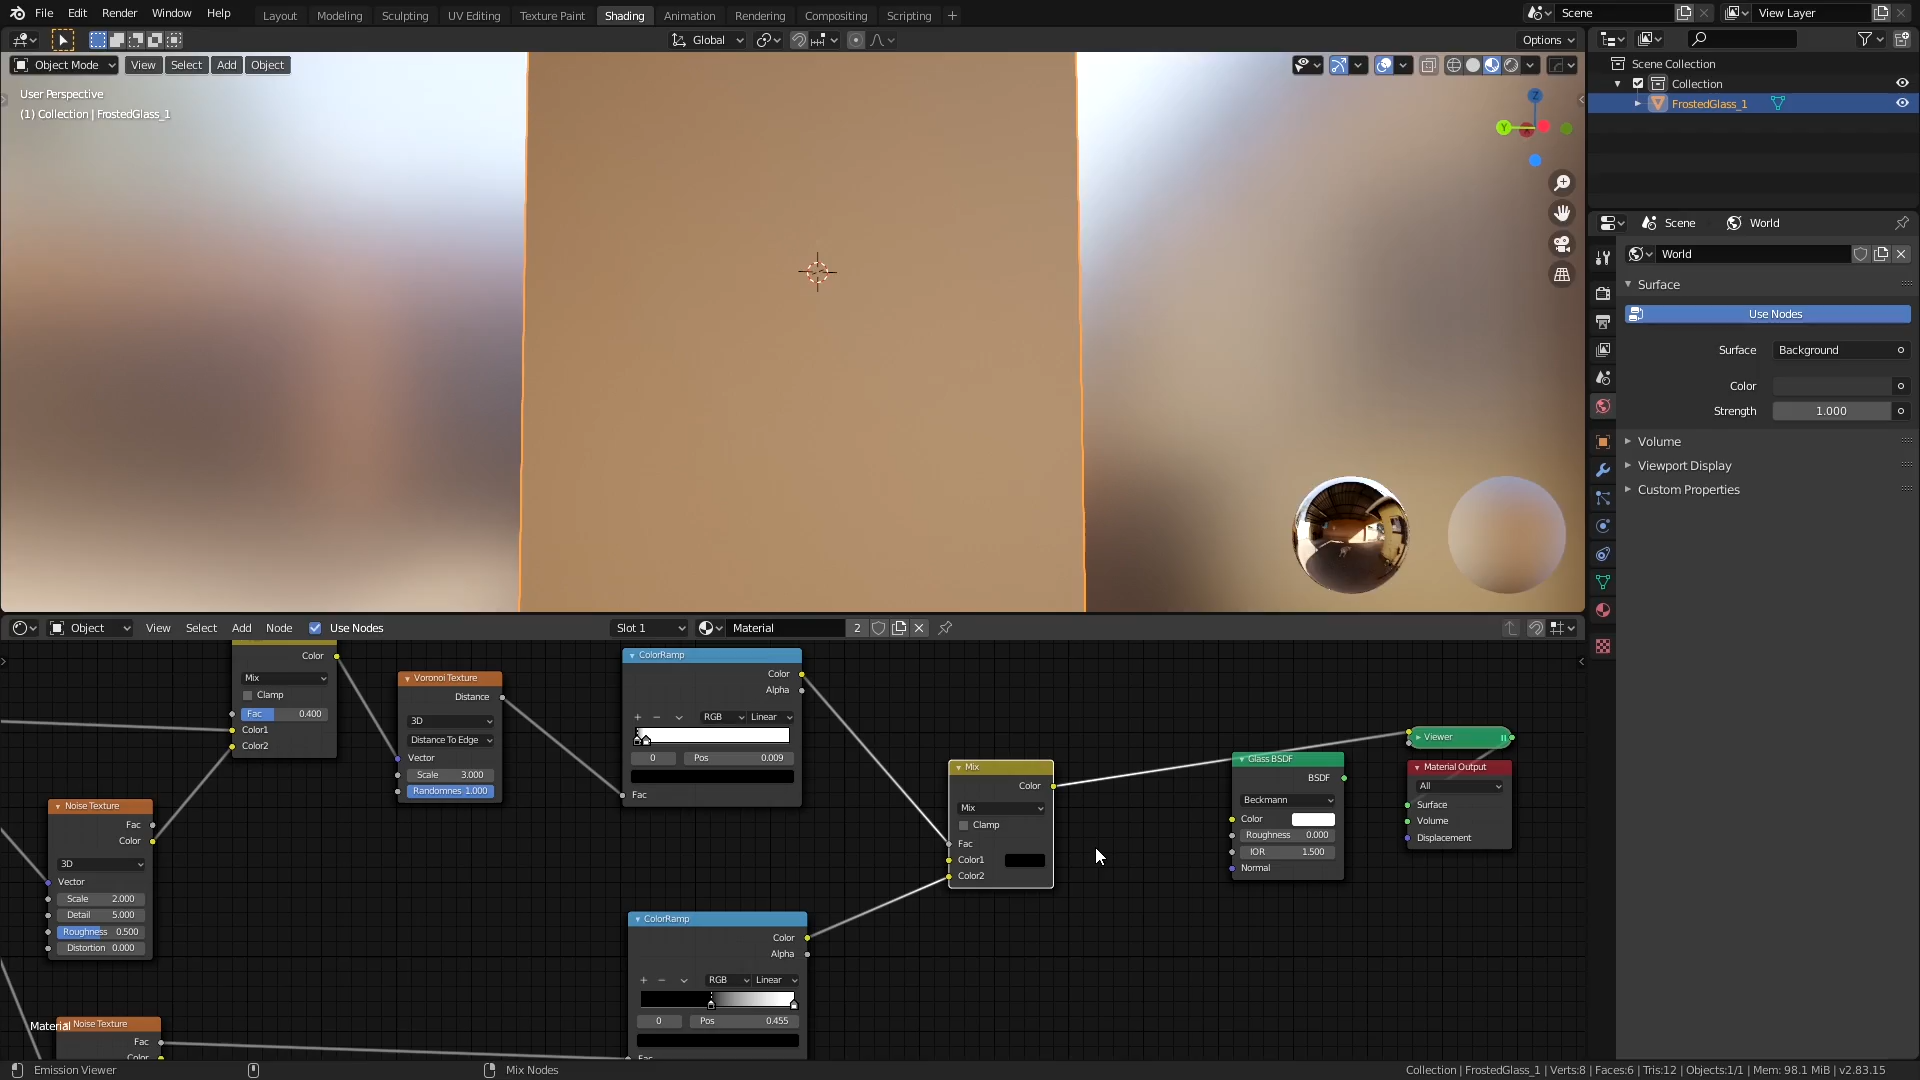 File Edit Render Window Help Layout Modeling Sculpting UV Editing Texture Paint Shading Animation Rendering Compositing Scripting + Scene View Layer
Global Options
Object Mode View Select Add Object
User Perspective
(1) Collection | FrostedGlass_1
Z
Y
Scene Collection
Collection
FrostedGlass_1
Scene World
World
Surface
Use Nodes
Surface Background
Color
Strength 1.000
Volume
Viewport Display
Custom Properties
Object View Select Add Node Use Nodes Slot 1 Material 2
Color
Mix
Clamp
Fac 0.400
Color1
Color2
Voronoi Texture
Distance
3D
Distance To Edge
Vector
Scale 3.000
Randomnes 1.000
ColorRamp
Color
Alpha
+ − RGB Linear
0 Pos 0.009
Fac
Noise Texture
Fac
Color
3D
Vector
Scale 2.000
Detail 5.000
Roughness 0.500
Distortion 0.000
Mix
Color
Mix
Clamp
Fac
Color1
Color2
Glass BSDF
BSDF
Beckmann
Color
Roughness 0.000
IOR 1.500
Normal
Viewer
Material Output
All
Surface
Volume
Displacement
ColorRamp
Color
Alpha
+ − RGB Linear
0 Pos 0.455
Fac
Material
Noise Texture
Fac
Color
Emission Viewer Mix Nodes Collection | FrostedGlass_1 | Verts:8 | Faces:6 | Tris:12 | Objects:1/1 | Mem: 98.1 MiB | v2.83.15